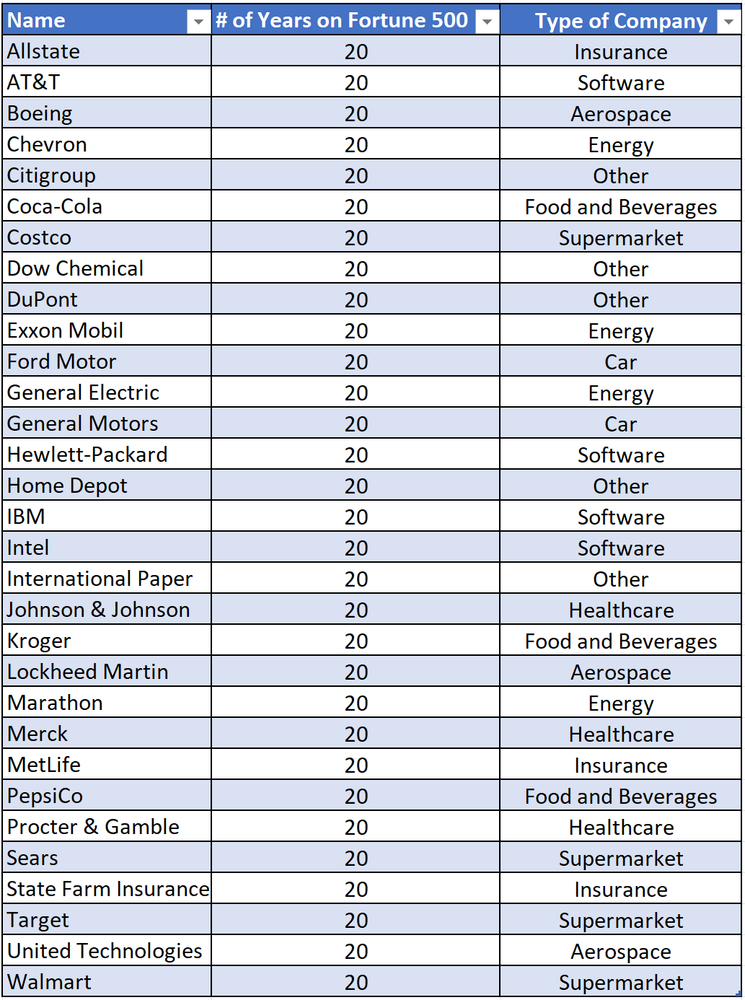 Name # of Years on Fortune 500 Type of Company
Allstate 20 Insurance
AT&T 20 Software
Boeing 20 Aerospace
Chevron 20 Energy
Citigroup 20 Other
Coca-Cola 20 Food and Beverages
Costco 20 Supermarket
Dow Chemical 20 Other
DuPont 20 Other
Exxon Mobil 20 Energy
Ford Motor 20 Car
General Electric 20 Energy
General Motors 20 Car
Hewlett-Packard 20 Software
Home Depot 20 Other
IBM 20 Software
Intel 20 Software
International Paper 20 Other
Johnson & Johnson 20 Healthcare
Kroger 20 Food and Beverages
Lockheed Martin 20 Aerospace
Marathon 20 Energy
Merck 20 Healthcare
MetLife 20 Insurance
PepsiCo 20 Food and Beverages
Procter & Gamble 20 Healthcare
Sears 20 Supermarket
State Farm Insurance 20 Insurance
Target 20 Supermarket
United Technologies 20 Aerospace
Walmart 20 Supermarket